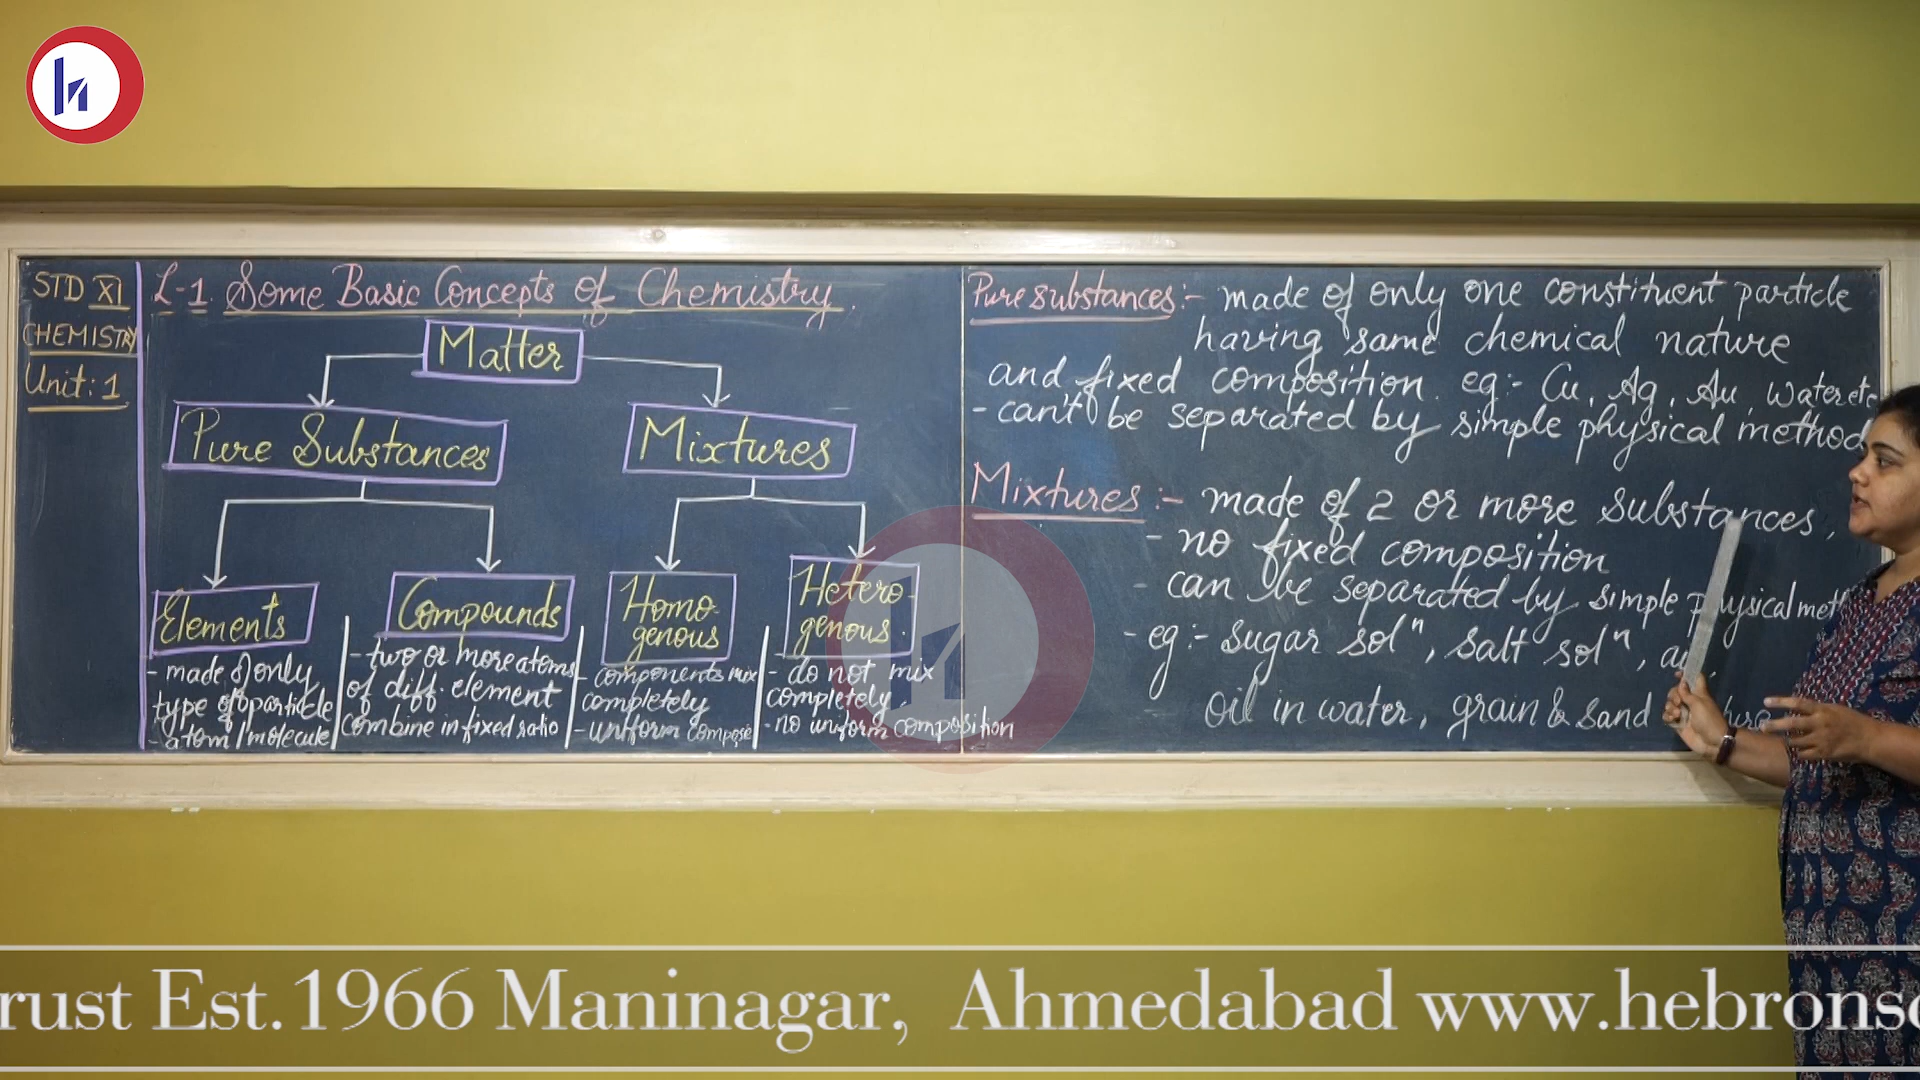 STD XI
CHEMISTRY
Unit: 1
L-1. Some Basic Concepts of Chemistry.
Matter
Pure Substances
Mixtures
Elements
- made of only
type of particle
- atom/molecule
Compounds
- two or more atoms
of diff. element
combine in fixed ratio
Homo-
genous
- components mix
completely
- uniform compos
Hetero-
genous.
- do not mix
completely.
- no uniform composition
Pure substances:- made of only one constituent particle
having same chemical nature
and fixed composition. eg:- Cu, Ag, Au, water etc
- can't be separated by simple physical method
Mixtures:- made of 2 or more substances,
- no fixed composition
- can be separated by simple physical meth
- eg:- Sugar solⁿ, salt solⁿ,
oil in water, grain & sand
rust Est.1966 Maninagar, Ahmedabad www.hebronsc